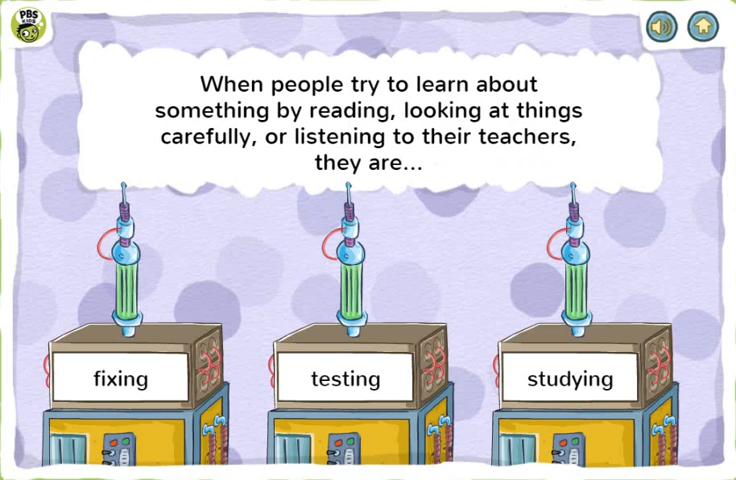 PBS
KIDS
When people try to learn about
something by reading, looking at things
carefully, or listening to their teachers,
they are...
fixing
testing
studying